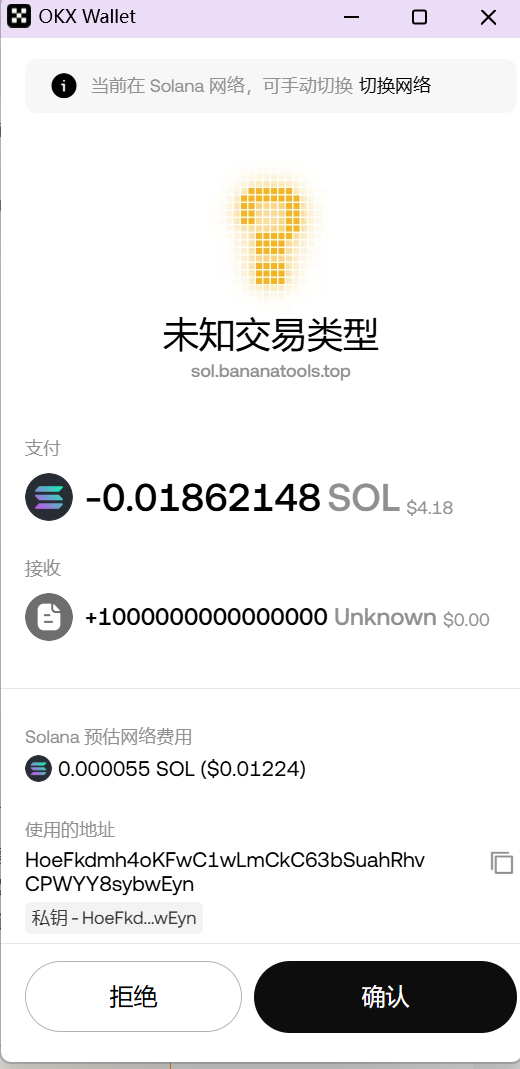 OKX Wallet
当前在 Solana 网络，可手动切换 切换网络
未知交易类型
sol.bananatools.top
支付
-0.01862148 SOL $4.18
接收
+1000000000000000 Unknown $0.00
Solana 预估网络费用
0.000055 SOL ($0.01224)
使用的地址
HoeFkdmh4oKFwC1wLmCkC63bSuahRhv
CPWYY8sybwEyn
私钥 - HoeFkd...wEyn
拒绝
确认